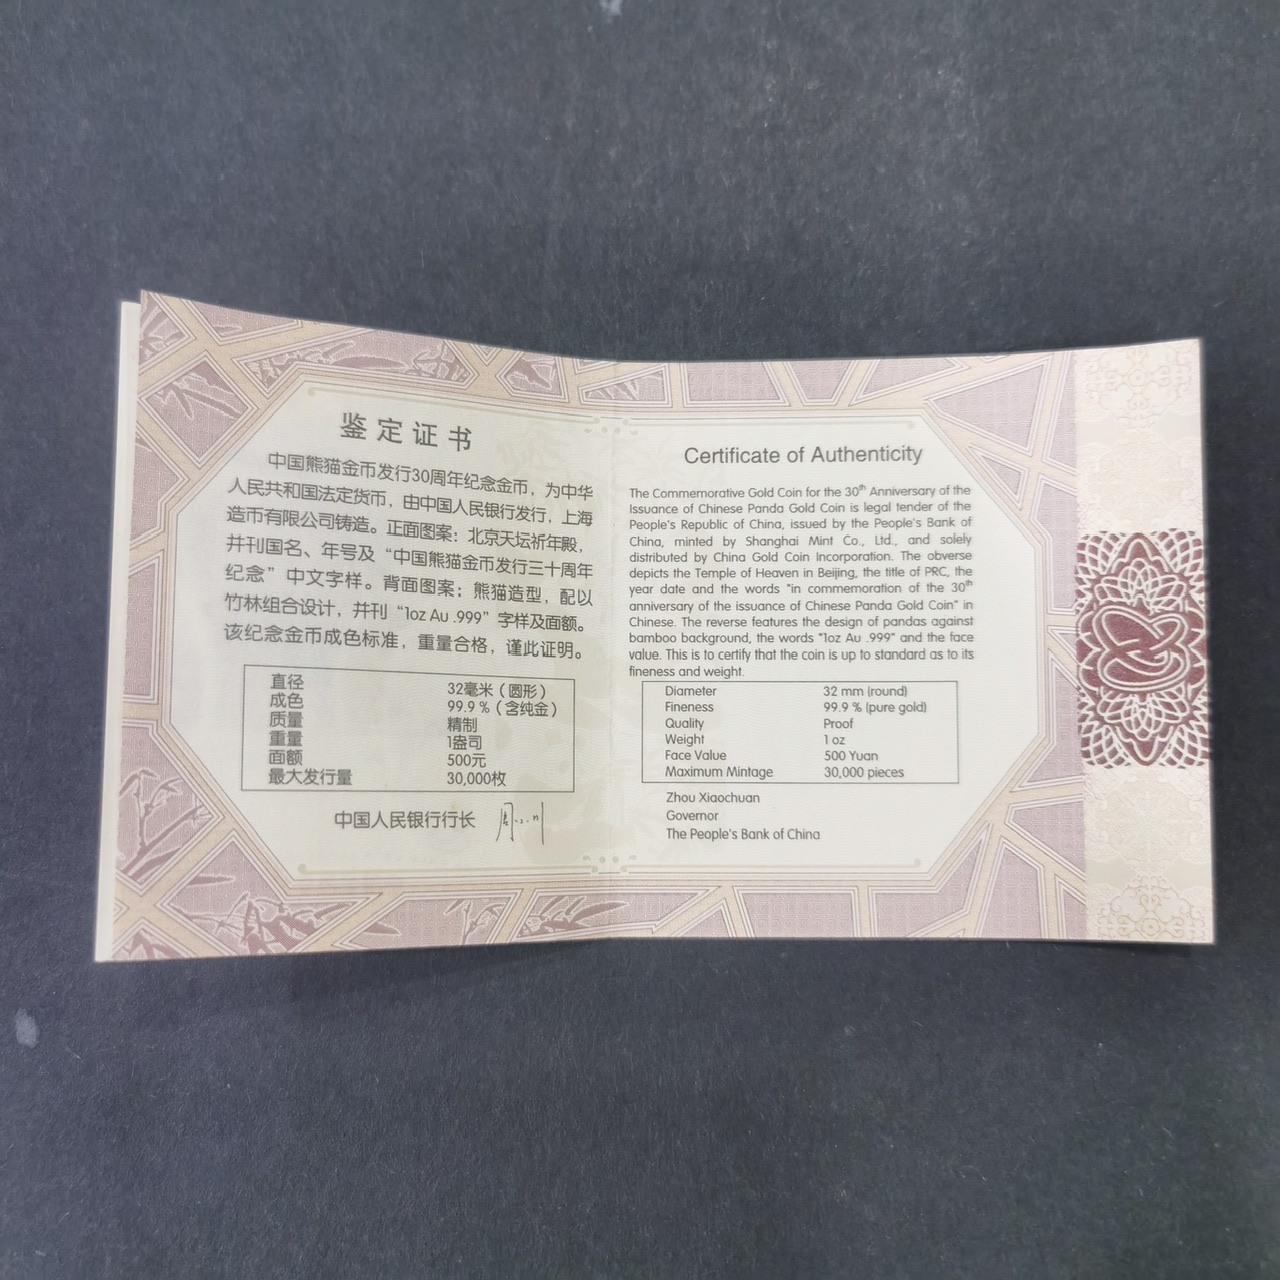 鉴定证书
中国熊猫金币发行30周年纪念金币，为中华
人民共和国法定货币，由中国人民银行发行，上海
造币有限公司铸造。正面图案：北京天坛祈年殿，
并刊国名、年号及“中国熊猫金币发行三十周年
纪念”中文字样。背面图案：熊猫造型，配以
竹林组合设计，并刊“1oz Au .999”字样及面额。
该纪念金币成色标准，重量合格，谨此证明。
直径 32毫米（圆形）
成色 99.9 %（含纯金）
质量 精制
重量 1盎司
面额 500元
最大发行量 30,000枚
中国人民银行行长
Certificate of Authenticity
The Commemorative Gold Coin for the 30th Anniversary of the
Issuance of Chinese Panda Gold Coin is legal tender of the
People's Republic of China, issued by the People's Bank of
China, minted by Shanghai Mint Co., Ltd., and solely
distributed by China Gold Coin Incorporation. The obverse
depicts the Temple of Heaven in Beijing, the title of PRC, the
year date and the words "in commemoration of the 30th
anniversary of the issuance of Chinese Panda Gold Coin" in
Chinese. The reverse features the design of pandas against
bamboo background, the words "1oz Au .999" and the face
value. This is to certify that the coin is up to standard as to its
fineness and weight.
Diameter 32 mm (round)
Fineness 99.9 % (pure gold)
Quality Proof
Weight 1 oz
Face Value 500 Yuan
Maximum Mintage 30,000 pieces
Zhou Xiaochuan
Governor
The People's Bank of China